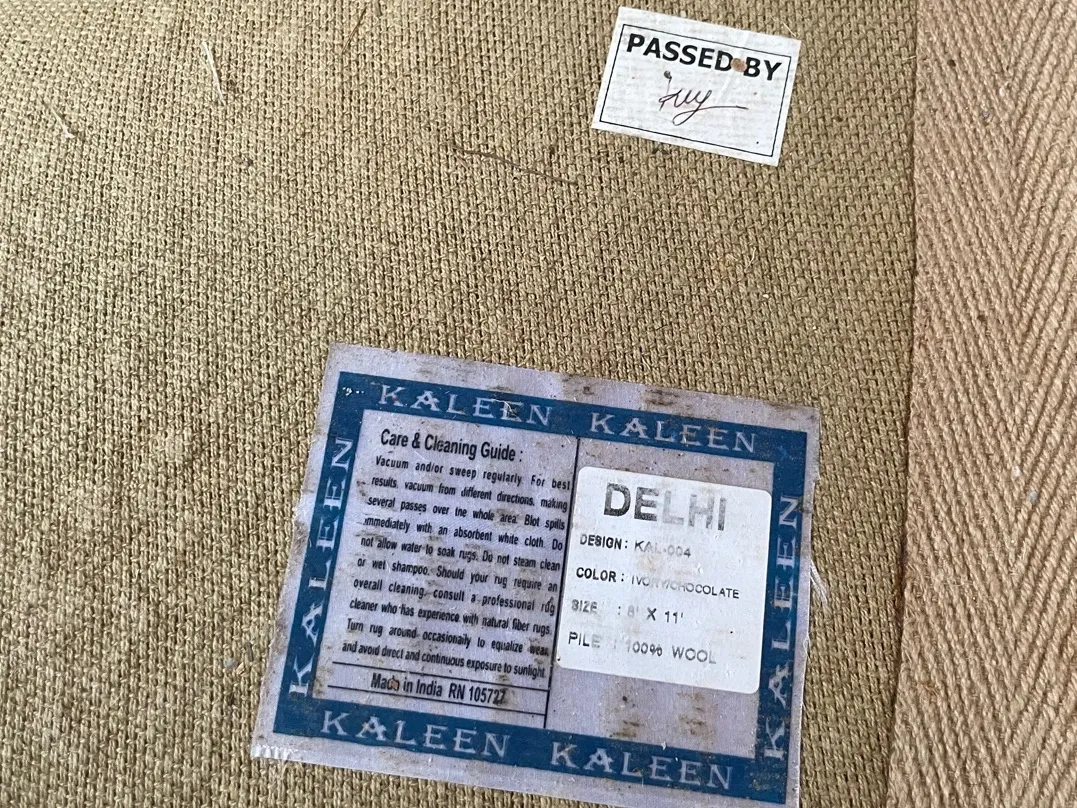 PASSED BY
KALEEN KALEEN
KALEEN
Care & Cleaning Guide :
Vacuum and/or sweep regularly. For best
results, vacuum from different directions, making
several passes over the whole area. Blot spills
immediately with an absorbent white cloth. Do
not allow water to soak rugs. Do not steam clean
or wet shampoo. Should your rug require an
overall cleaning, consult a professional rug
cleaner who has experience with natural fiber rugs.
Turn rug around occasionally to equalize wear,
and avoid direct and continuous exposure to sunlight.
Made in India RN 105727
DELHI
DESIGN : KAL-004
COLOR : IVORY/CHOCOLATE
SIZE : 8' X 11'
PILE : 100% WOOL
KALEEN
KALEEN KALEEN